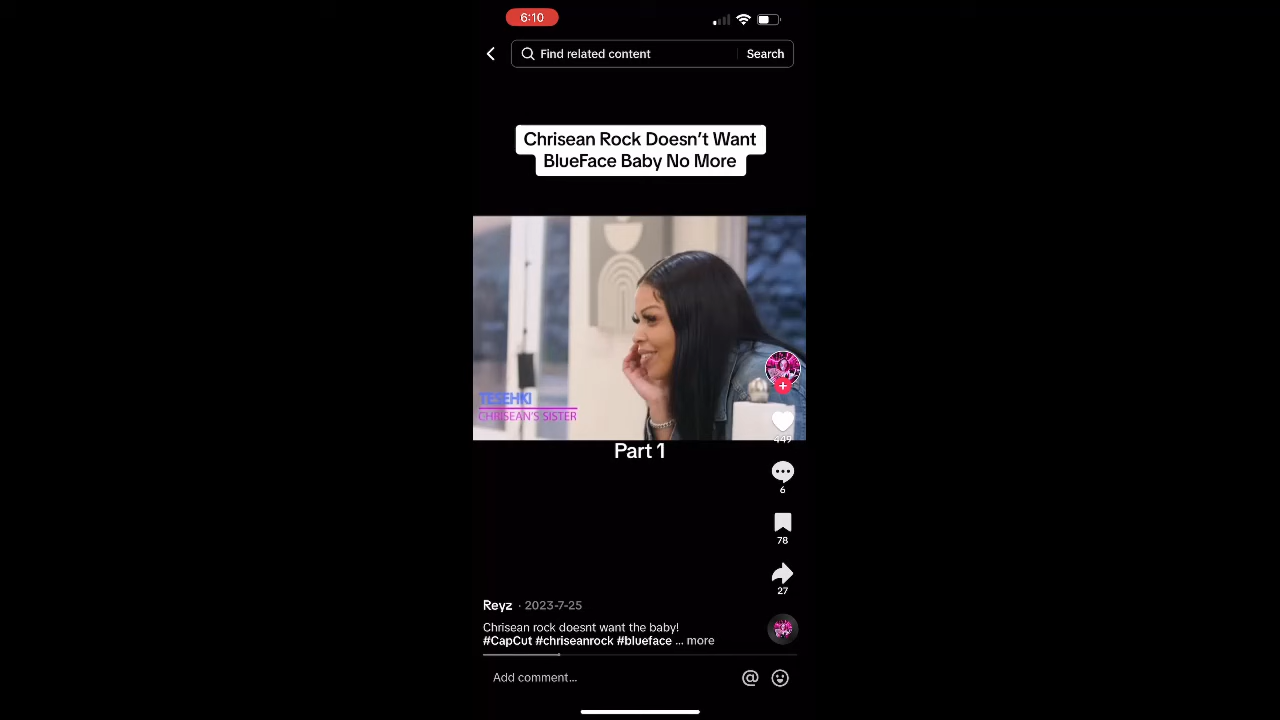 6:10
Find related content
Search
Chrisean Rock Doesn't Want
BlueFace Baby No More
TESEHKI
CHRISEAN'S SISTER
449
Part 1
6
78
27
Reyz · 2023-7-25
Chrisean rock doesnt want the baby!
#CapCut #chriseanrock #blueface ... more
Add comment...